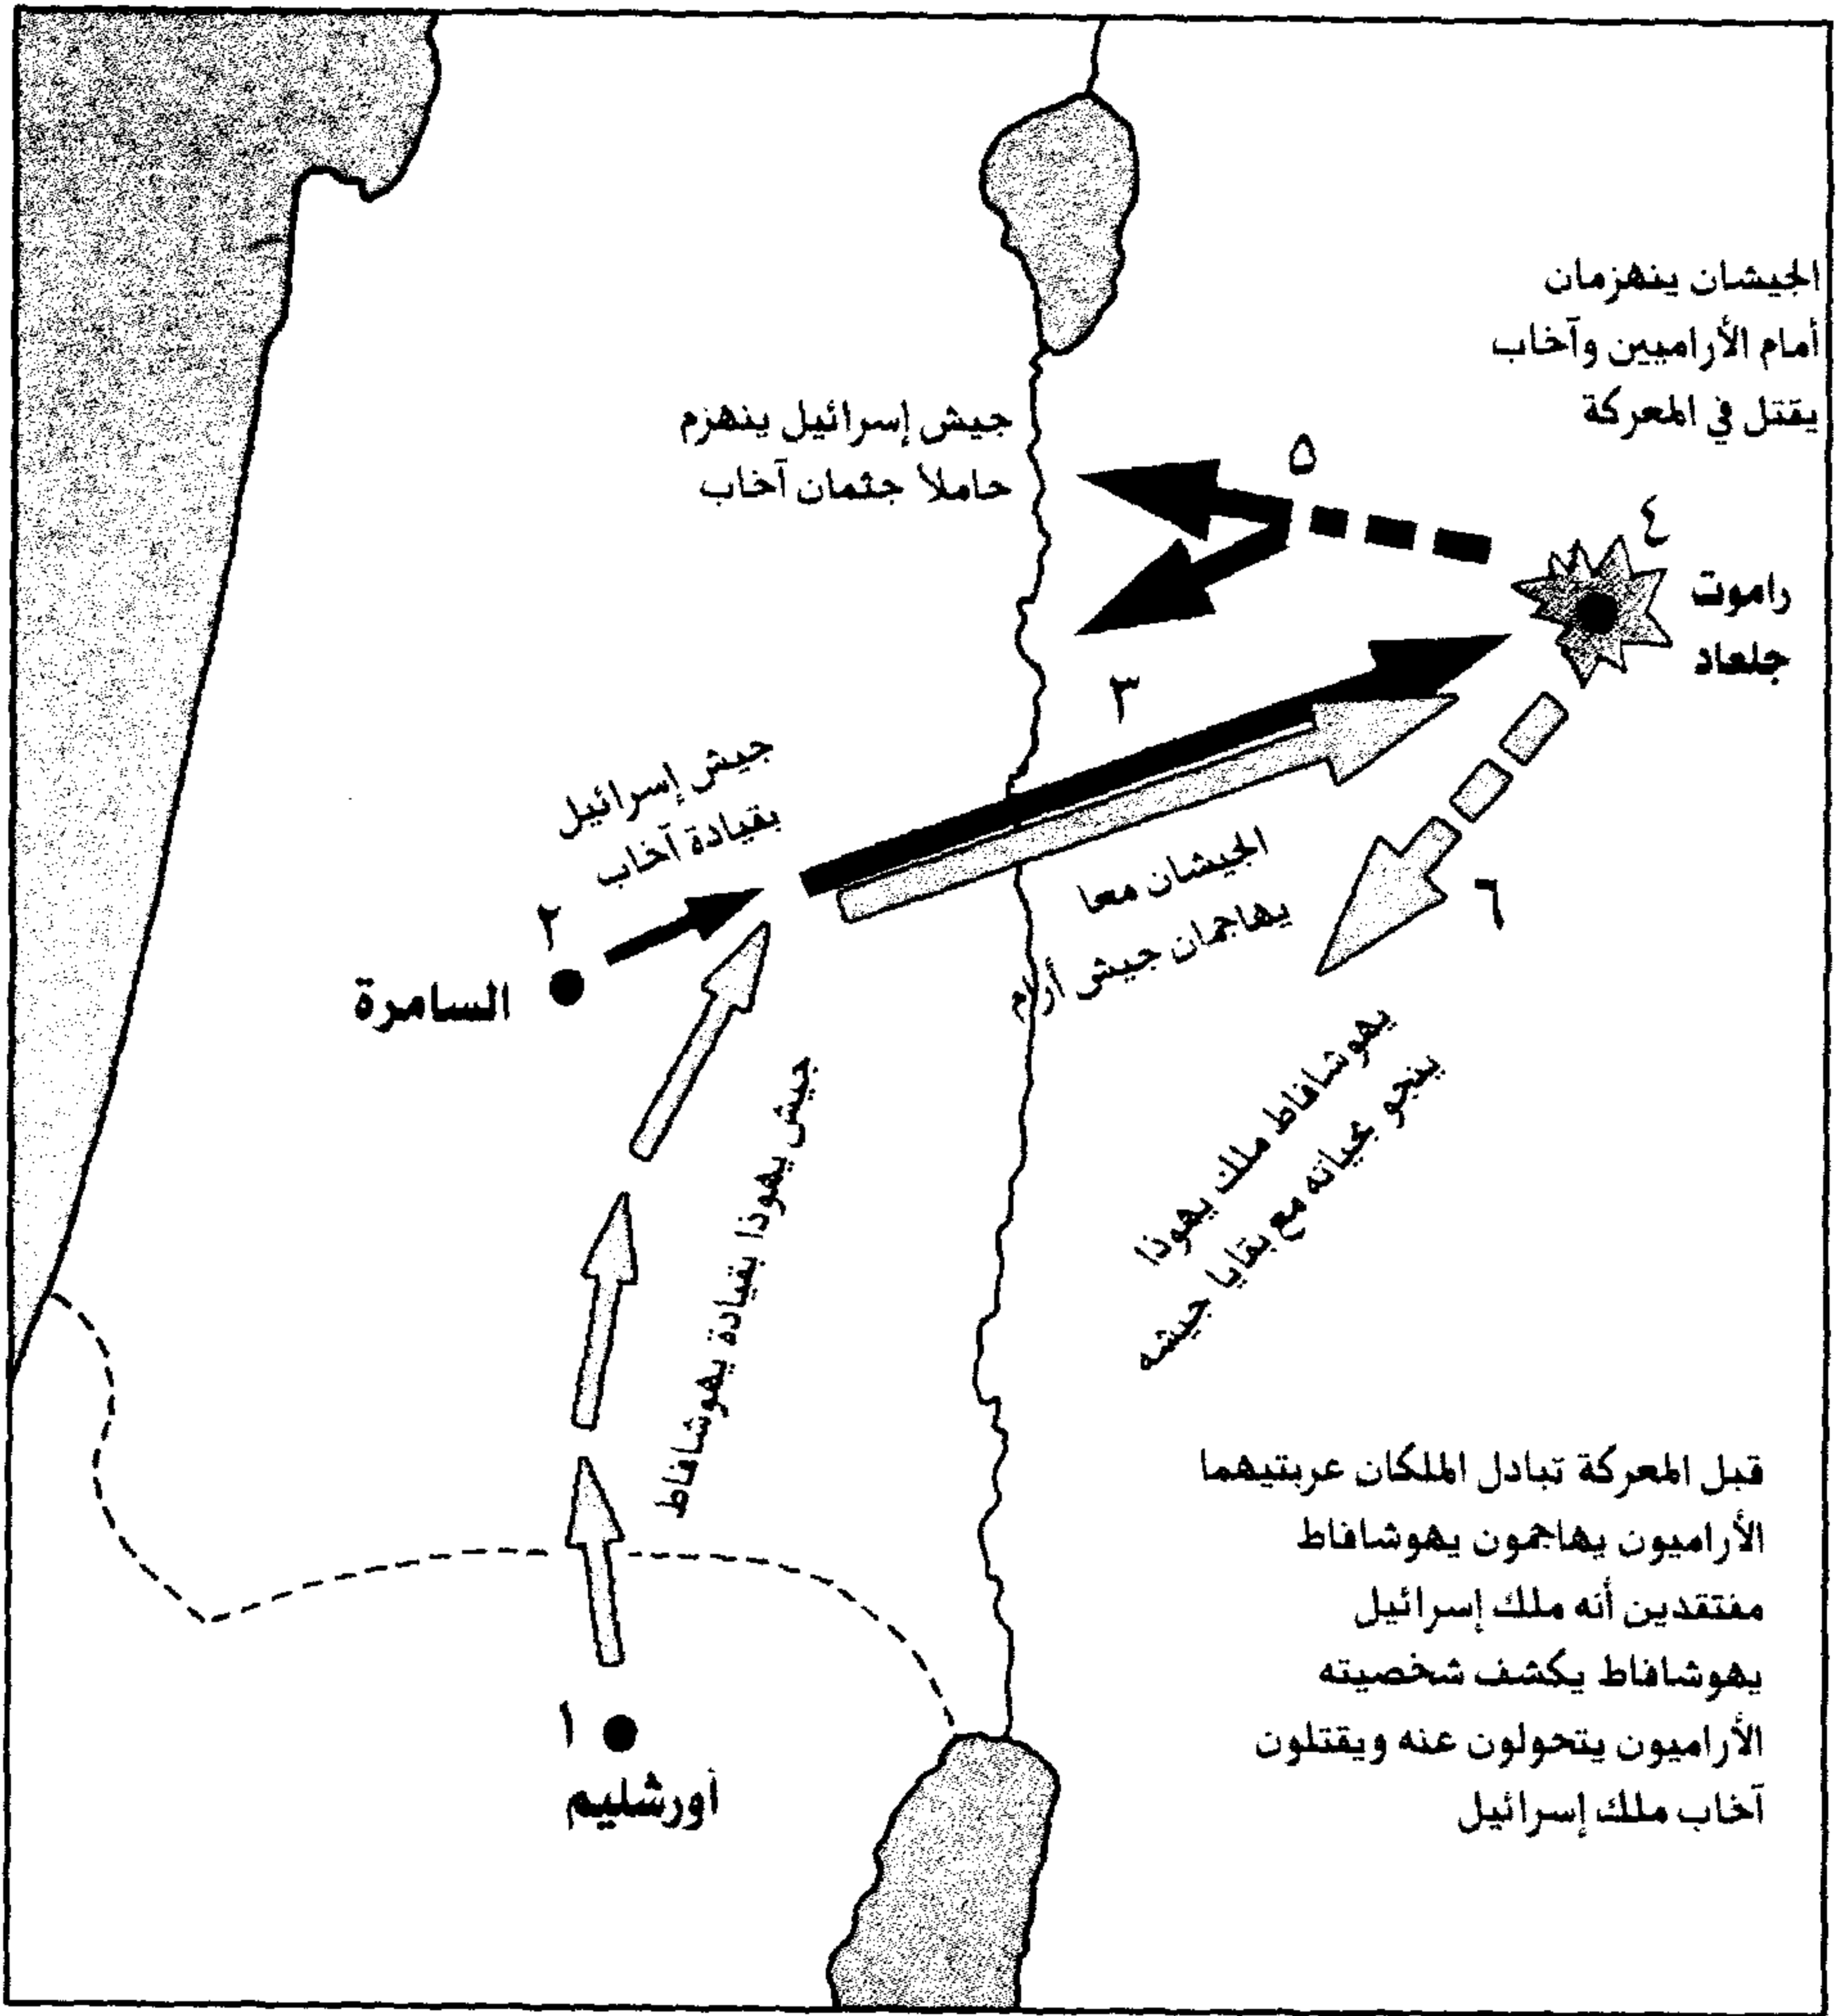 الجيشان ينهزمان
أمام الأراميين وآخاب
يقتل في المعركة
جيش إسرائيل ينهزم
حاملا جثمان آخاب
٥
٤
راموت
جلعاد
٣
جيش إسرائيل
بقيادة آخاب
الجيشان معا
يهاجمان جيش أرام
٦
٢
السامرة
يهوشافاط ملك يهوذا
ينجو بحياته مع بقايا جيشه
جيش يهوذا بقيادة يهوشافاط
قبل المعركة تبادل الملكان عربتيهما
الأراميون يهاجمون يهوشافاط
مفتقدين أنه ملك إسرائيل
يهوشافاط يكشف شخصيته
الأراميون يتحولون عنه ويقتلون
آخاب ملك إسرائيل
١
أورشليم